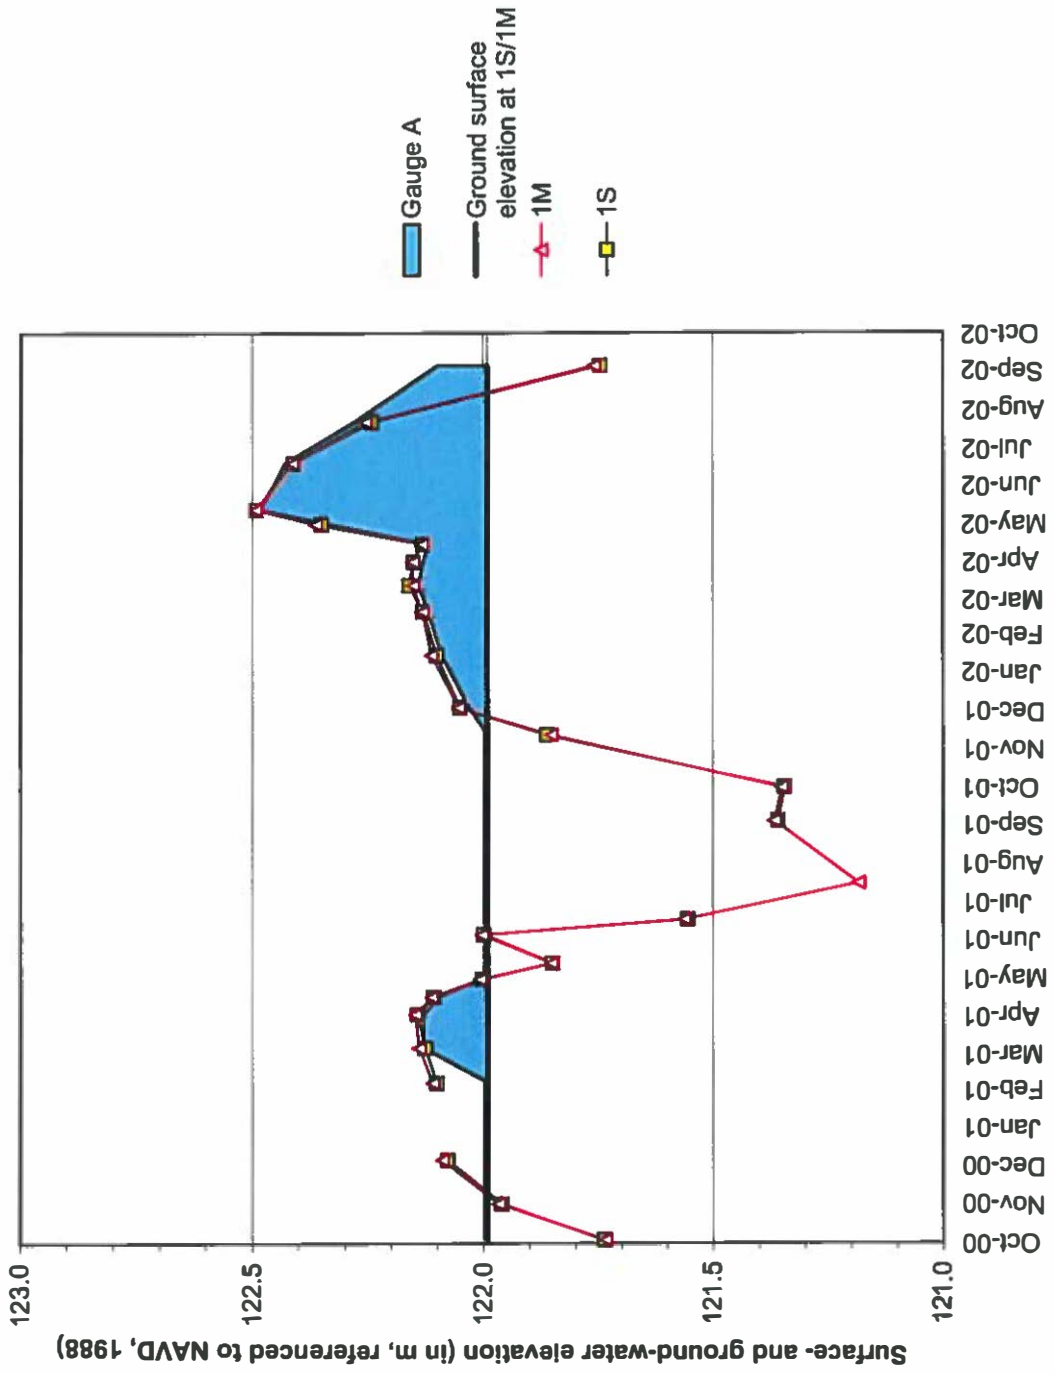 Surface- and ground-water elevation (in m, referenced to NAVD, 1988)
123.0
122.5
122.0
121.5
121.0
Oct-00
Nov-00
Dec-00
Jan-01
Feb-01
Mar-01
Apr-01
May-01
Jun-01
Jul-01
Aug-01
Sep-01
Oct-01
Nov-01
Dec-01
Jan-02
Feb-02
Mar-02
Apr-02
May-02
Jun-02
Jul-02
Aug-02
Sep-02
Oct-02
Gauge A
Ground surface
elevation at 1S/1M
1M
1S